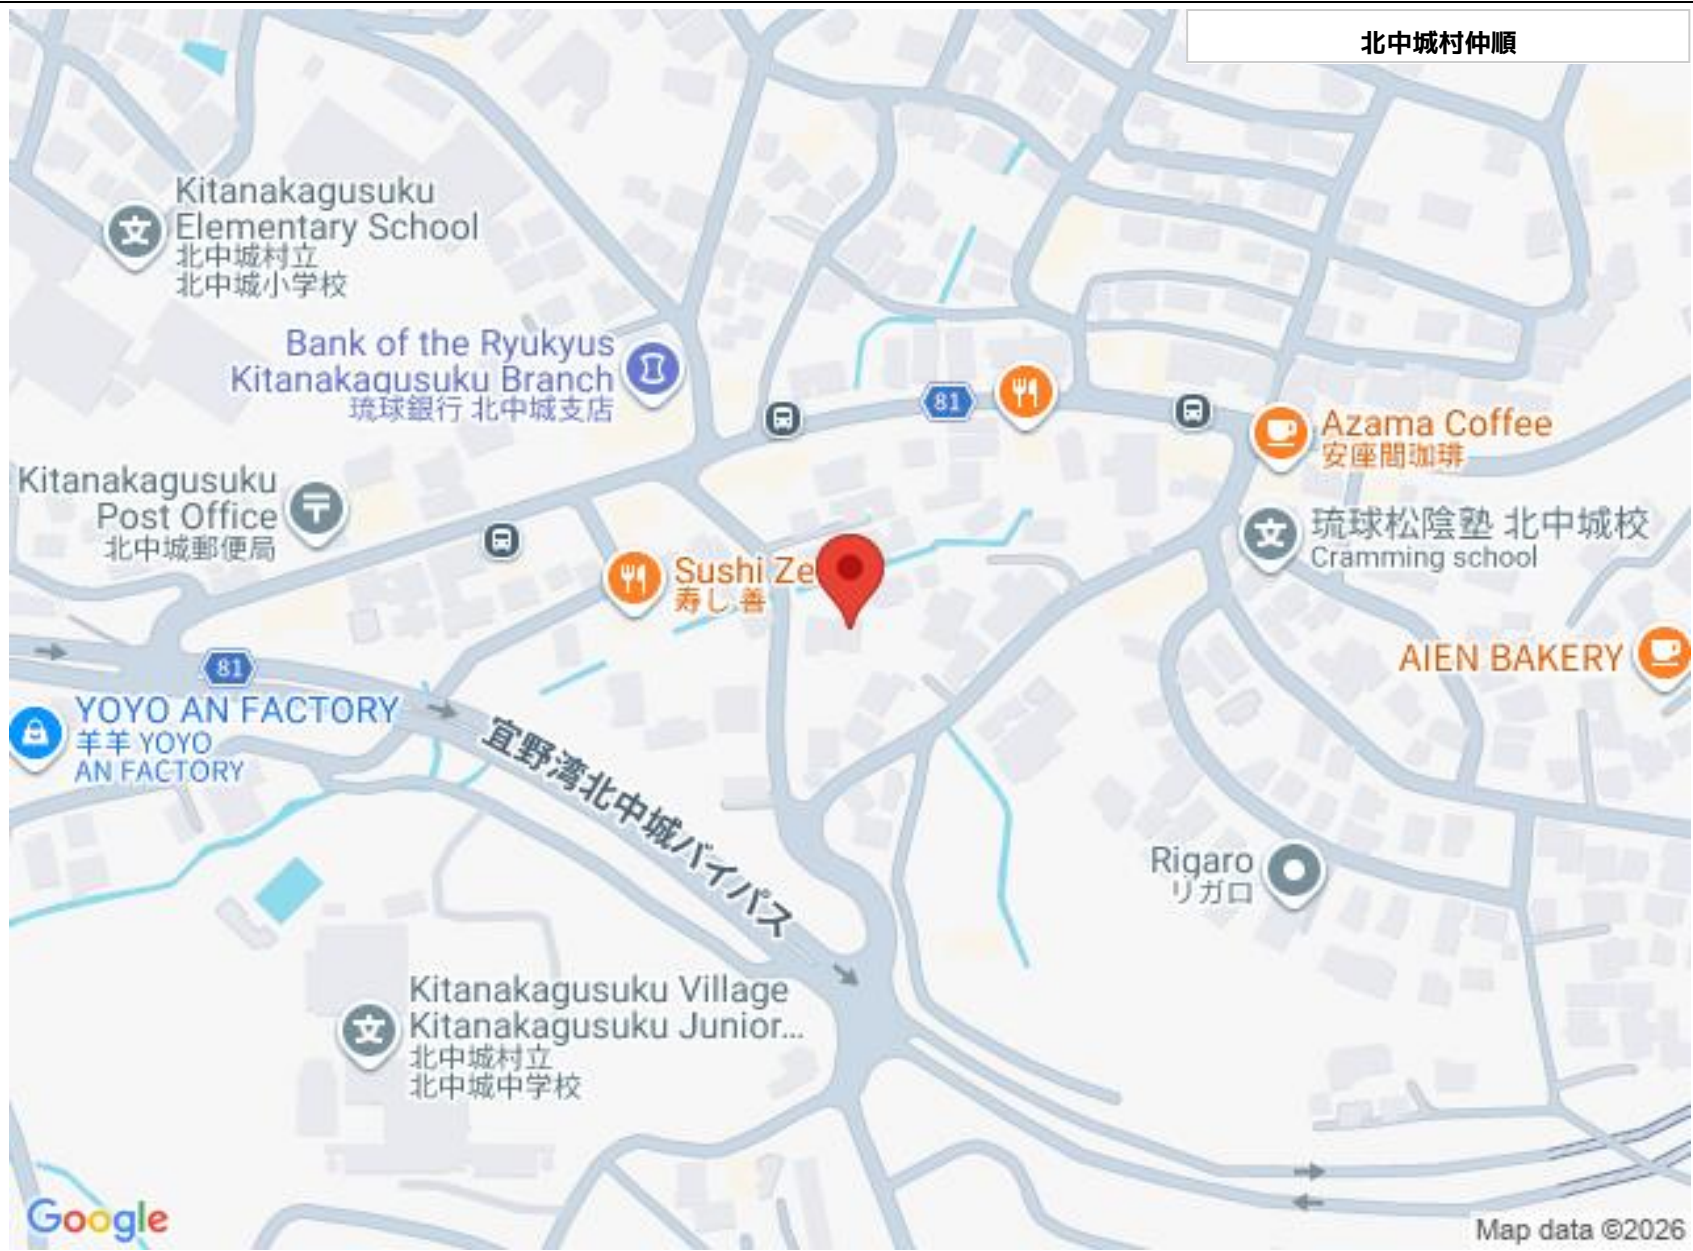 北中城村仲順
Kitanakagusuku
Elementary School
北中城村立
北中城小学校
Bank of the Ryukyus
Kitanakagusuku Branch
琉球銀行 北中城支店
81
Azama Coffee
安座間珈琲
Kitanakagusuku
Post Office
北中城郵便局
琉球松陰塾 北中城校
Cramming school
Sushi Ze
寿し 善
AIEN BAKERY
81
YOYO AN FACTORY
羊羊 YOYO
AN FACTORY
宜野湾北中城バイパス
Rigaro
リガロ
Kitanakagusuku Village
Kitanakagusuku Junior...
北中城村立
北中城中学校
Google
Map data ©2026